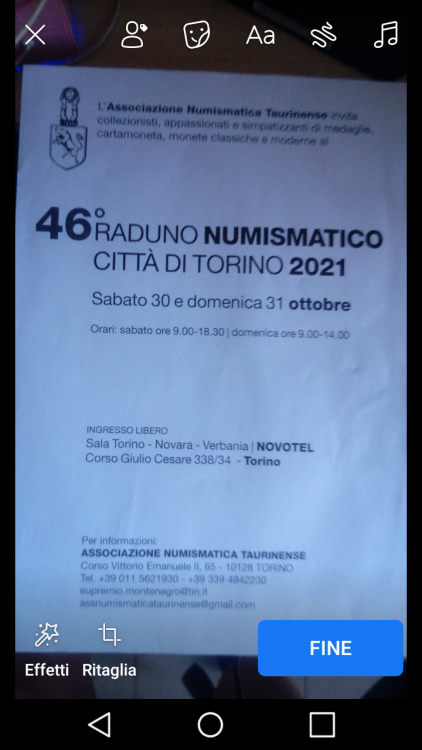 Aa
L'Associazione Numismatica Taurinense invita
collezionisti, appassionati e simpatizzanti di medaglie,
cartamoneta, monete classiche e moderne al
46° RADUNO NUMISMATICO
CITTÀ DI TORINO 2021
Sabato 30 e domenica 31 ottobre
Orari: sabato ore 9.00-18.30 | domenica ore 9.00-14.00
INGRESSO LIBERO
Sala Torino - Novara - Verbania | NOVOTEL
Corso Giulio Cesare 338/34 - Torino
Per informazioni:
ASSOCIAZIONE NUMISMATICA TAURINENSE
Corso Vittorio Emanuele II, 65 - 10128 TORINO
Tel. +39 011 5621930 - +39 339 4942230
eupremio.montenegro@tin.it
assnumismaticataurinense@gmail.com
Effetti Ritaglia FINE